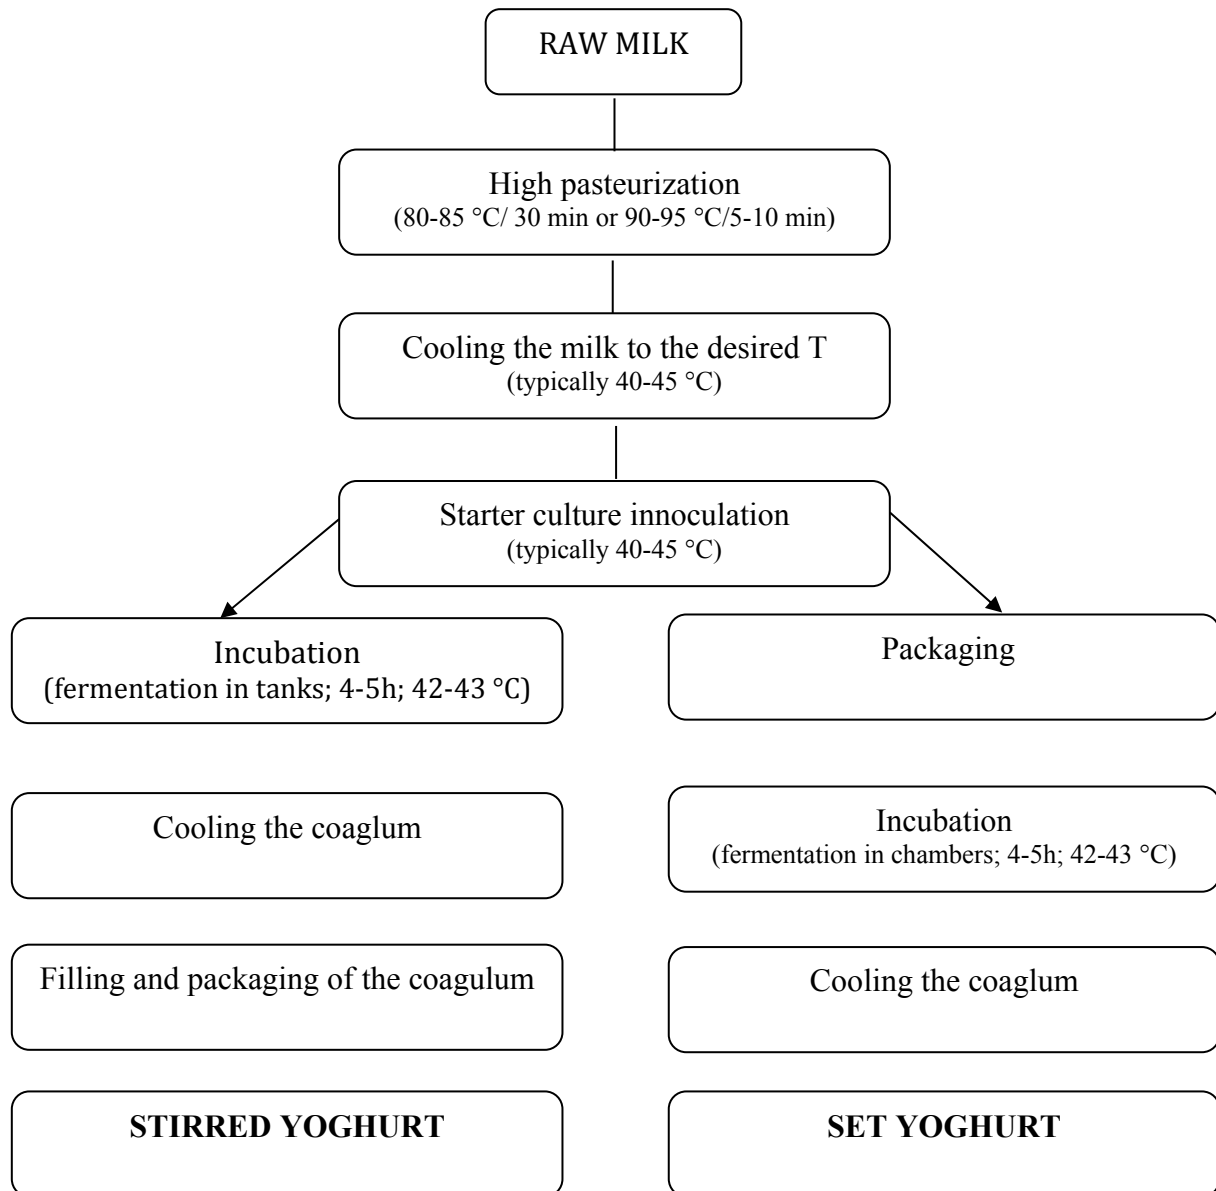 RAW MILK
High pasteurization
(80-85 °C/ 30 min or 90-95 °C/5-10 min)
Cooling the milk to the desired T
(typically 40-45 °C)
Starter culture innoculation
(typically 40-45 °C)
Incubation
(fermentation in tanks; 4-5h; 42-43 °C)
Packaging
Cooling the coaglum
Incubation
(fermentation in chambers; 4-5h; 42-43 °C)
Filling and packaging of the coagulum
Cooling the coaglum
STIRRED YOGHURT
SET YOGHURT